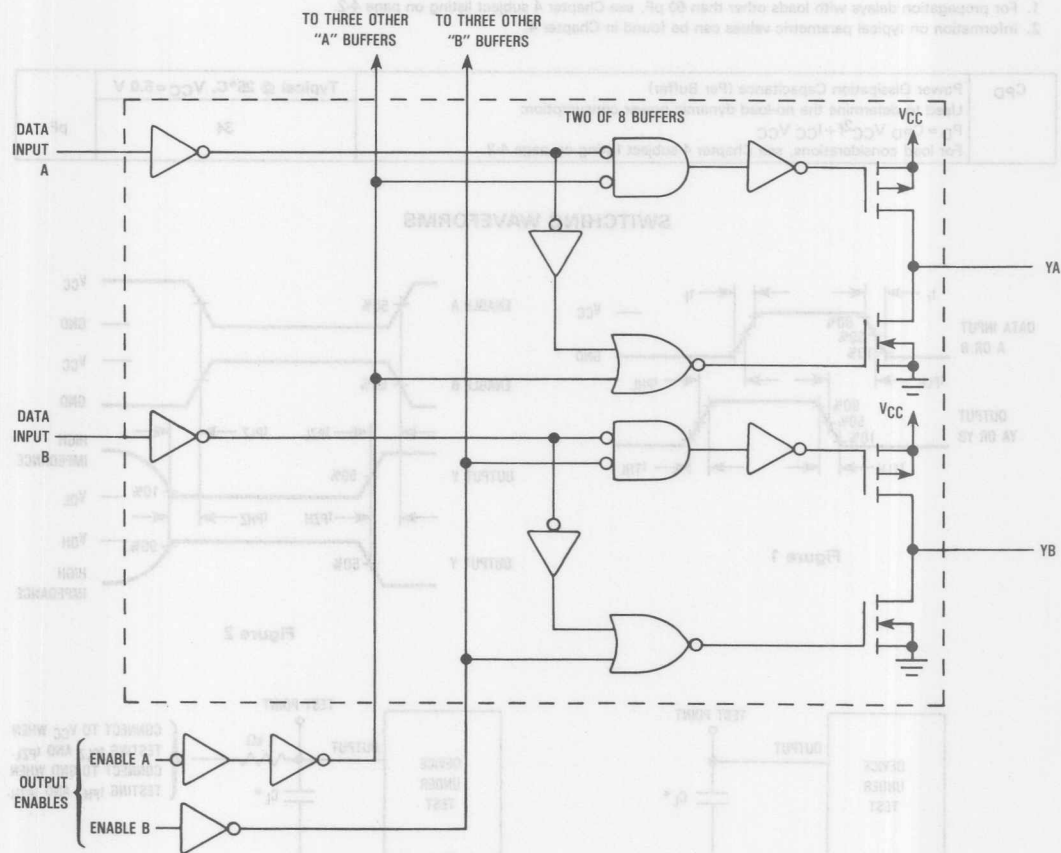 TO THREE OTHER
"A" BUFFERS
TO THREE OTHER
"B" BUFFERS
TWO OF 8 BUFFERS
DATA
INPUT
A
VCC
YA
DATA
INPUT
B
VCC
YB
OUTPUT
ENABLES
ENABLE A
ENABLE B